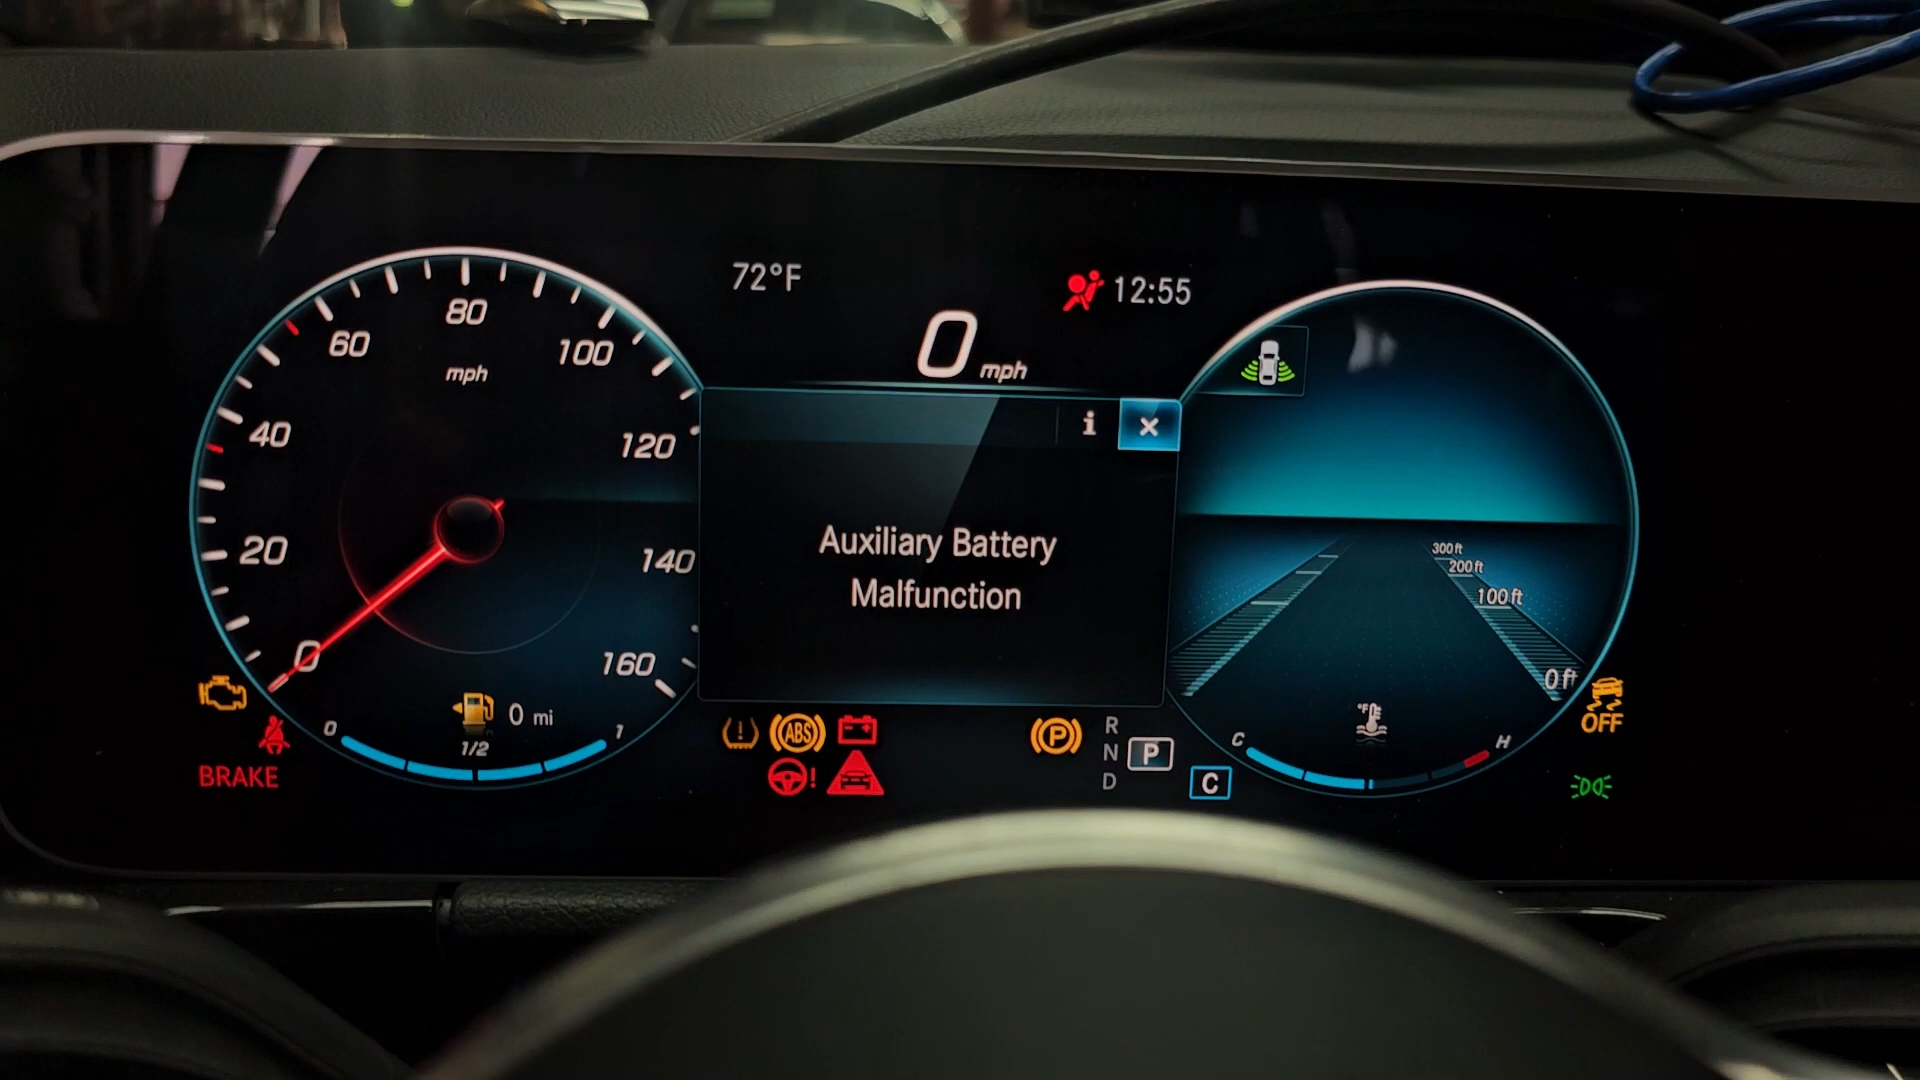 72°F
12:55
0 mph
80
60
100
mph
40
120
20
140
0
160
i
×
Auxiliary Battery
Malfunction
300 ft
200 ft
100 ft
0 ft
0 mi
0
1/2
1
BRAKE
ABS
!
!
P
R
N
D
P
C
°F
C
H
OFF